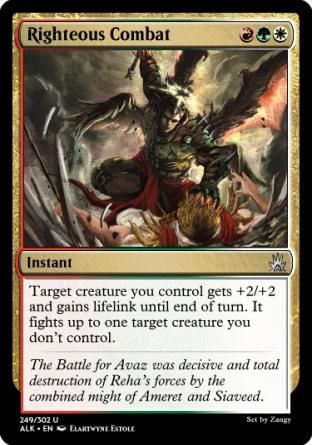 Righteous Combat
Instant
Target creature you control gets +2/+2
and gains lifelink until end of turn. It
fights up to one target creature you
don't control.
The Battle for Avaz was decisive and total
destruction of Reha's forces by the
combined might of Ameret and Siaveed.
249/302 U
Set by Zangy
ALK • EN Elartwyne Estole